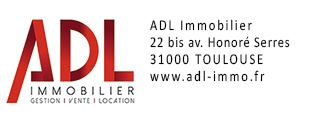 ADL
IMMOBILIER
GESTION I VENTE I LOCATION
ADL Immobilier
22 bis av. Honoré Serres
31000 TOULOUSE
www.adl-immo.fr